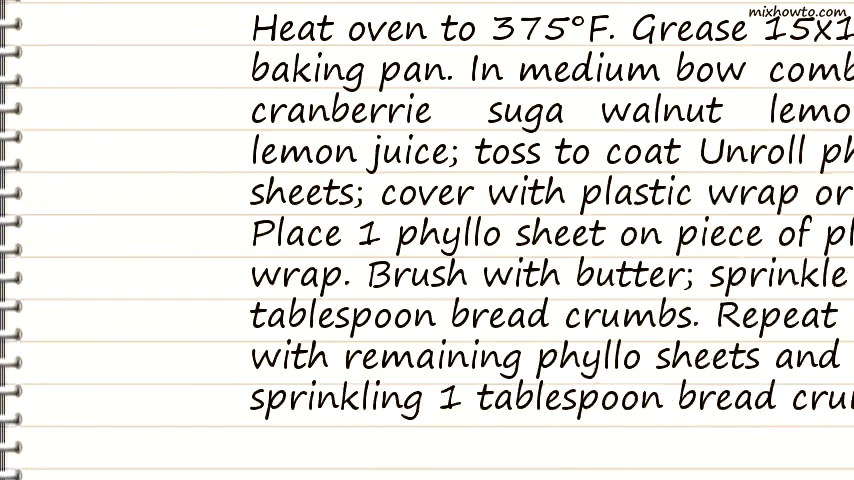 mixhowto.com
Heat oven to 375°F. Grease 15x1
baking pan. In medium bow comb
cranberrie suga walnut lemo
lemon juice; toss to coat Unroll ph
sheets; cover with plastic wrap or
Place 1 phyllo sheet on piece of pl
wrap. Brush with butter; sprinkle
tablespoon bread crumbs. Repeat
with remaining phyllo sheets and
sprinkling 1 tablespoon bread cru